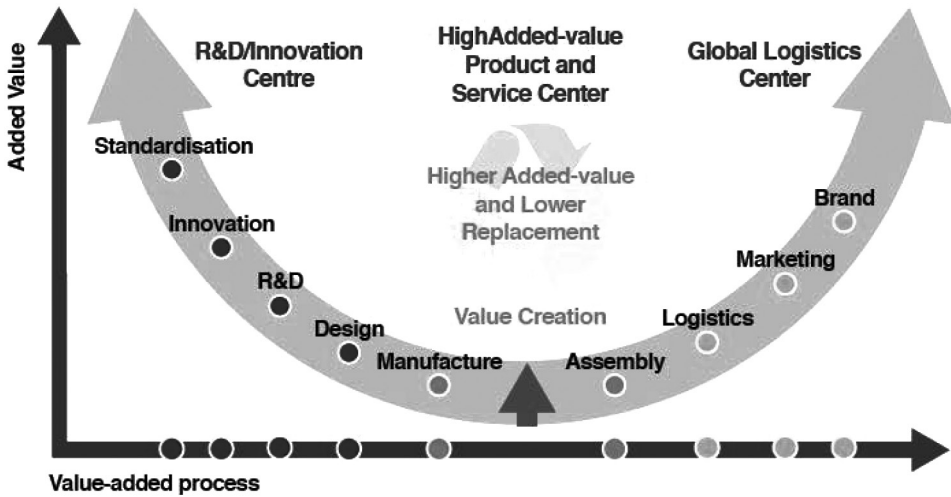 Added Value
R&D/Innovation
Centre
HighAdded-value
Product and
Service Center
Global Logistics
Center
Standardisation
Innovation
R&D
Design
Manufacture
Higher Added-value
and Lower
Replacement
Value Creation
Assembly
Logistics
Marketing
Brand
Value-added process